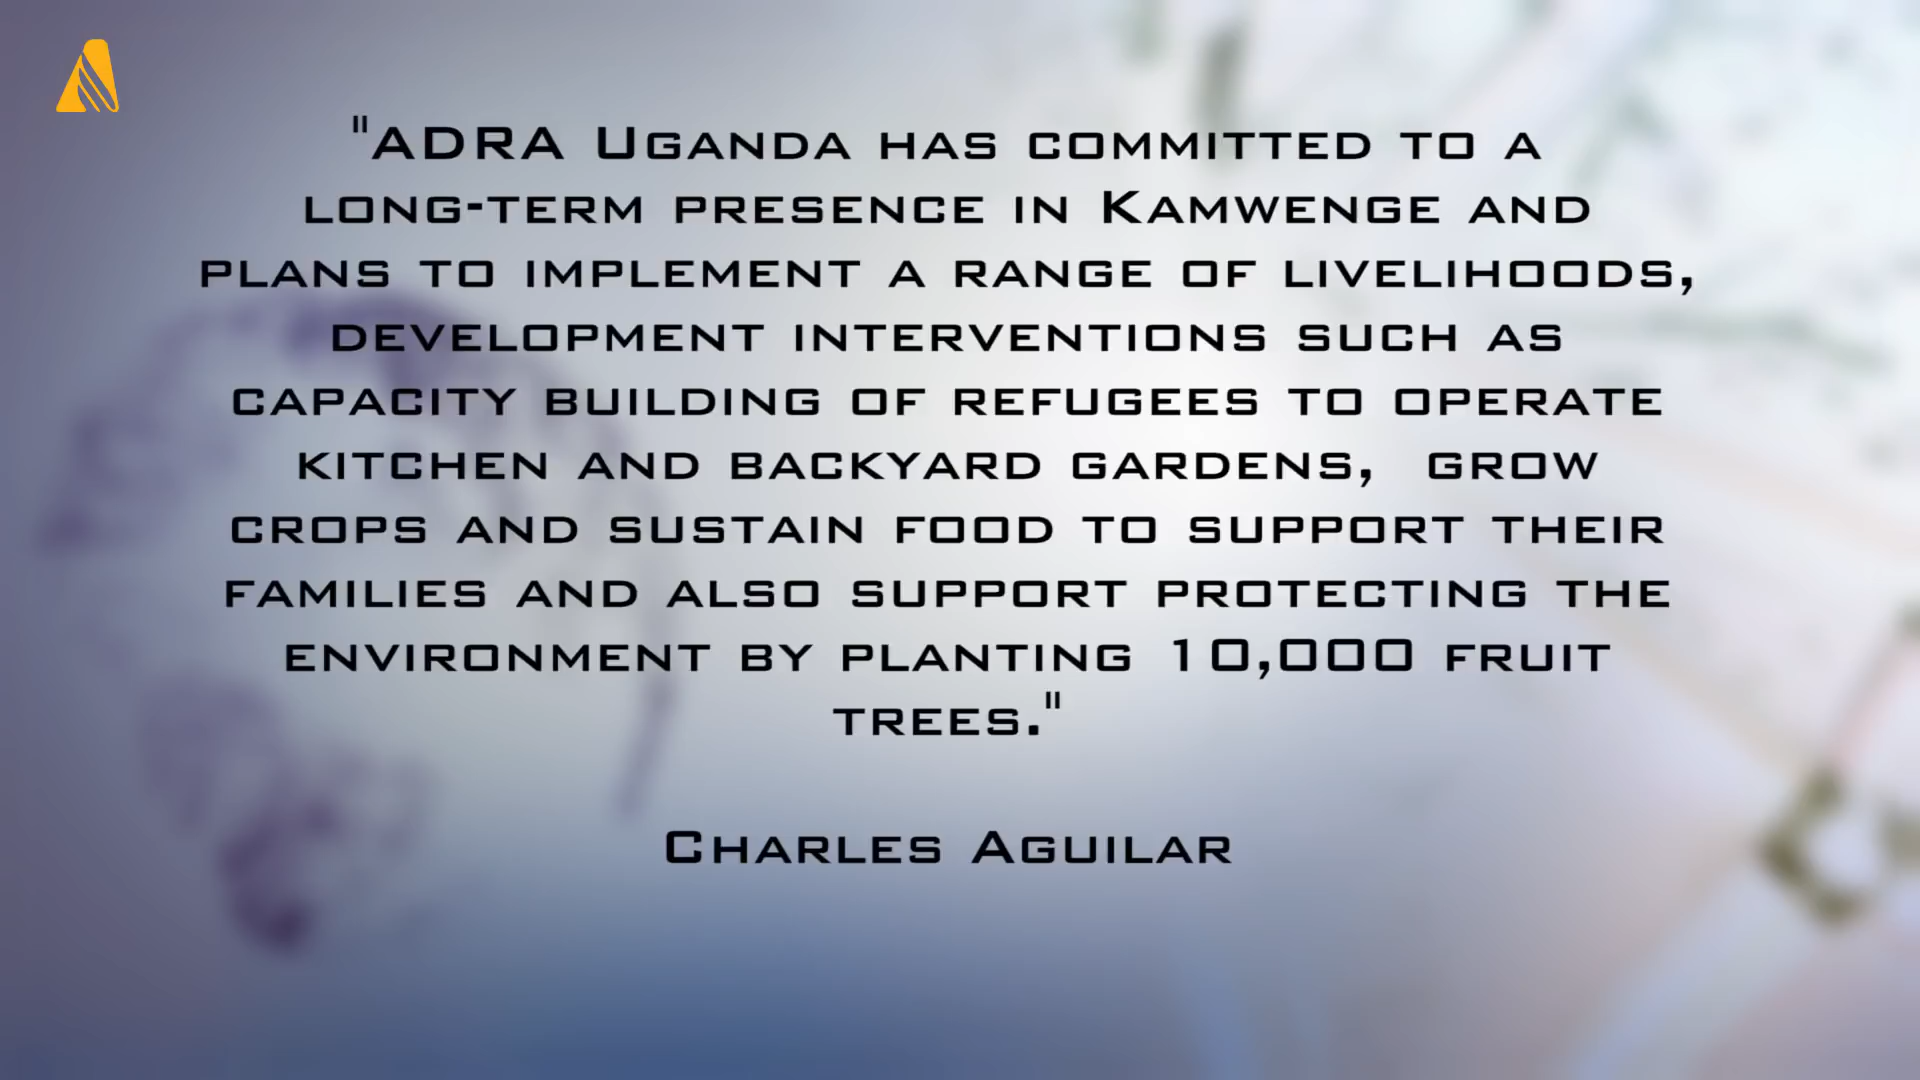 "ADRA Uganda has committed to a
long-term presence in Kamwenge and
plans to implement a range of livelihoods,
development interventions such as
capacity building of refugees to operate
kitchen and backyard gardens,  grow
crops and sustain food to support their
families and also support protecting the
environment by planting 10,000 fruit
trees."
Charles Aguilar